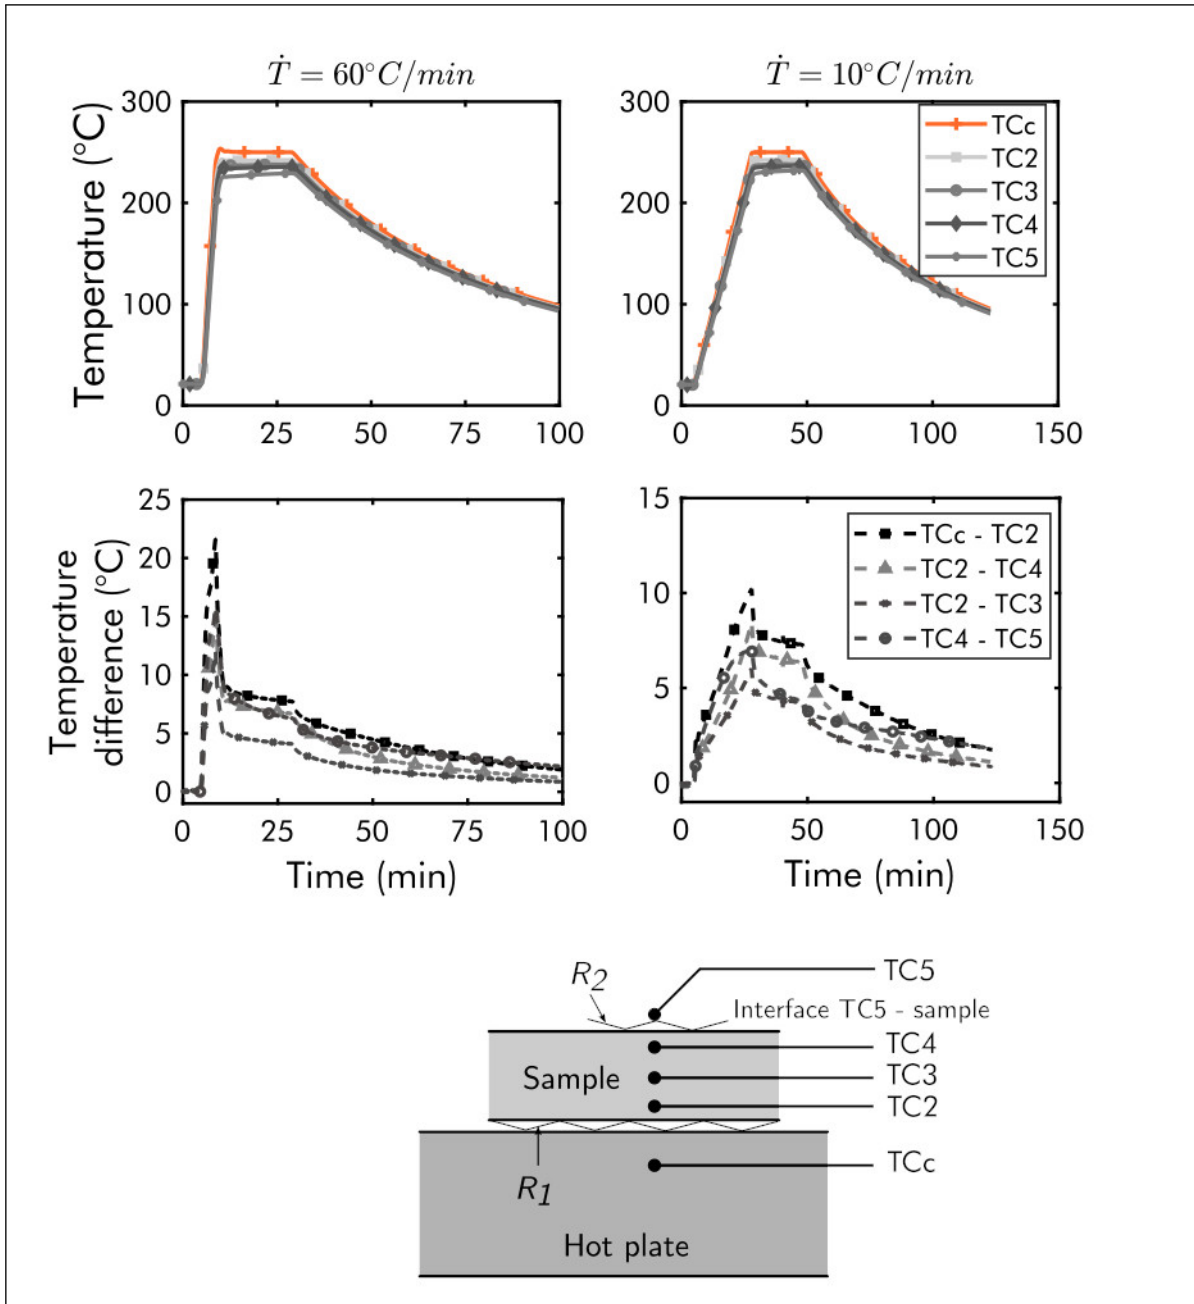 Ṫ = 60°C/min
Ṫ = 10°C/min
Temperature (°C)
300
200
100
0
0 25 50 75 100
300
200
100
0
0 50 100 150
TCc
TC2
TC3
TC4
TC5
Temperature
difference (°C)
25
20
15
10
5
0
0 25 50 75 100
Time (min)
15
10
5
0
0 50 100 150
Time (min)
TCc - TC2
TC2 - TC4
TC2 - TC3
TC4 - TC5
TC5
R2
Interface TC5 - sample
TC4
Sample
TC3
TC2
TCc
R1
Hot plate